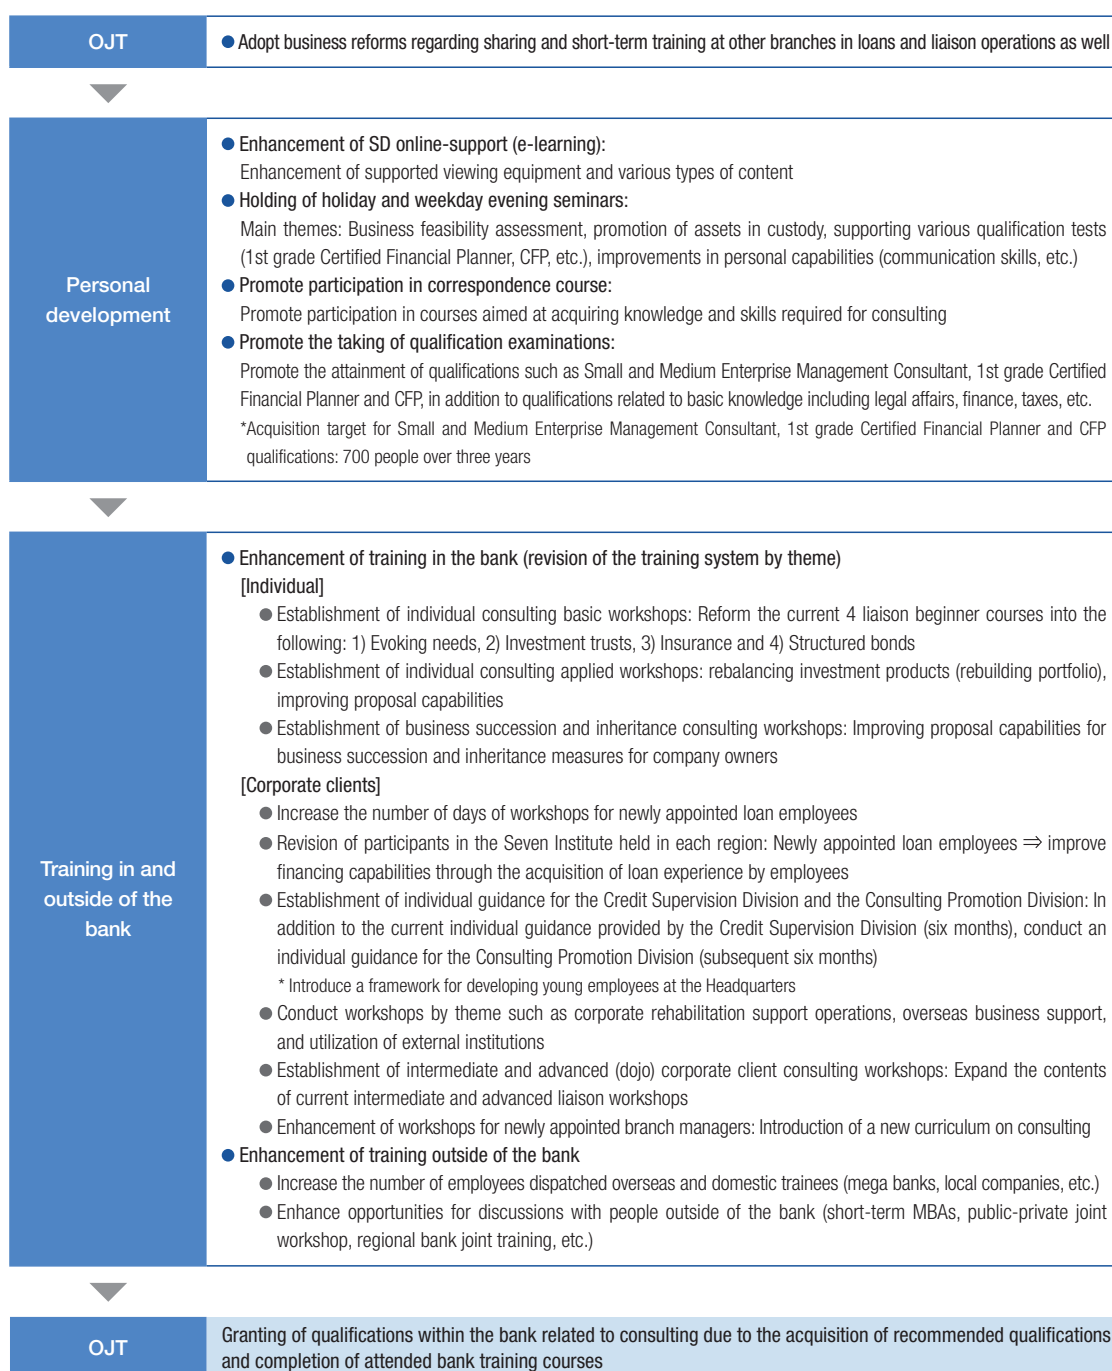 OJT
● Adopt business reforms regarding sharing and short-term training at other branches in loans and liaison operations as well
Personal
development
● Enhancement of SD online-support (e-learning):
Enhancement of supported viewing equipment and various types of content
● Holding of holiday and weekday evening seminars:
Main themes: Business feasibility assessment, promotion of assets in custody, supporting various qualification tests
(1st grade Certified Financial Planner, CFP, etc.), improvements in personal capabilities (communication skills, etc.)
● Promote participation in correspondence course:
Promote participation in courses aimed at acquiring knowledge and skills required for consulting
● Promote the taking of qualification examinations:
Promote the attainment of qualifications such as Small and Medium Enterprise Management Consultant, 1st grade Certified
Financial Planner and CFP, in addition to qualifications related to basic knowledge including legal affairs, finance, taxes, etc.
*Acquisition target for Small and Medium Enterprise Management Consultant, 1st grade Certified Financial Planner and CFP
qualifications: 700 people over three years
Training in and
outside of the
bank
● Enhancement of training in the bank (revision of the training system by theme)
[Individual]
● Establishment of individual consulting basic workshops: Reform the current 4 liaison beginner courses into the
following: 1) Evoking needs, 2) Investment trusts, 3) Insurance and 4) Structured bonds
● Establishment of individual consulting applied workshops: rebalancing investment products (rebuilding portfolio),
improving proposal capabilities
● Establishment of business succession and inheritance consulting workshops: Improving proposal capabilities for
business succession and inheritance measures for company owners
[Corporate clients]
● Increase the number of days of workshops for newly appointed loan employees
● Revision of participants in the Seven Institute held in each region: Newly appointed loan employees ⇒ improve
financing capabilities through the acquisition of loan experience by employees
● Establishment of individual guidance for the Credit Supervision Division and the Consulting Promotion Division: In
addition to the current individual guidance provided by the Credit Supervision Division (six months), conduct an
individual guidance for the Consulting Promotion Division (subsequent six months)
* Introduce a framework for developing young employees at the Headquarters
● Conduct workshops by theme such as corporate rehabilitation support operations, overseas business support,
and utilization of external institutions
● Establishment of intermediate and advanced (dojo) corporate client consulting workshops: Expand the contents
of current intermediate and advanced liaison workshops
● Enhancement of workshops for newly appointed branch managers: Introduction of a new curriculum on consulting
● Enhancement of training outside of the bank
● Increase the number of employees dispatched overseas and domestic trainees (mega banks, local companies, etc.)
● Enhance opportunities for discussions with people outside of the bank (short-term MBAs, public-private joint
workshop, regional bank joint training, etc.)
OJT
Granting of qualifications within the bank related to consulting due to the acquisition of recommended qualifications
and completion of attended bank training courses